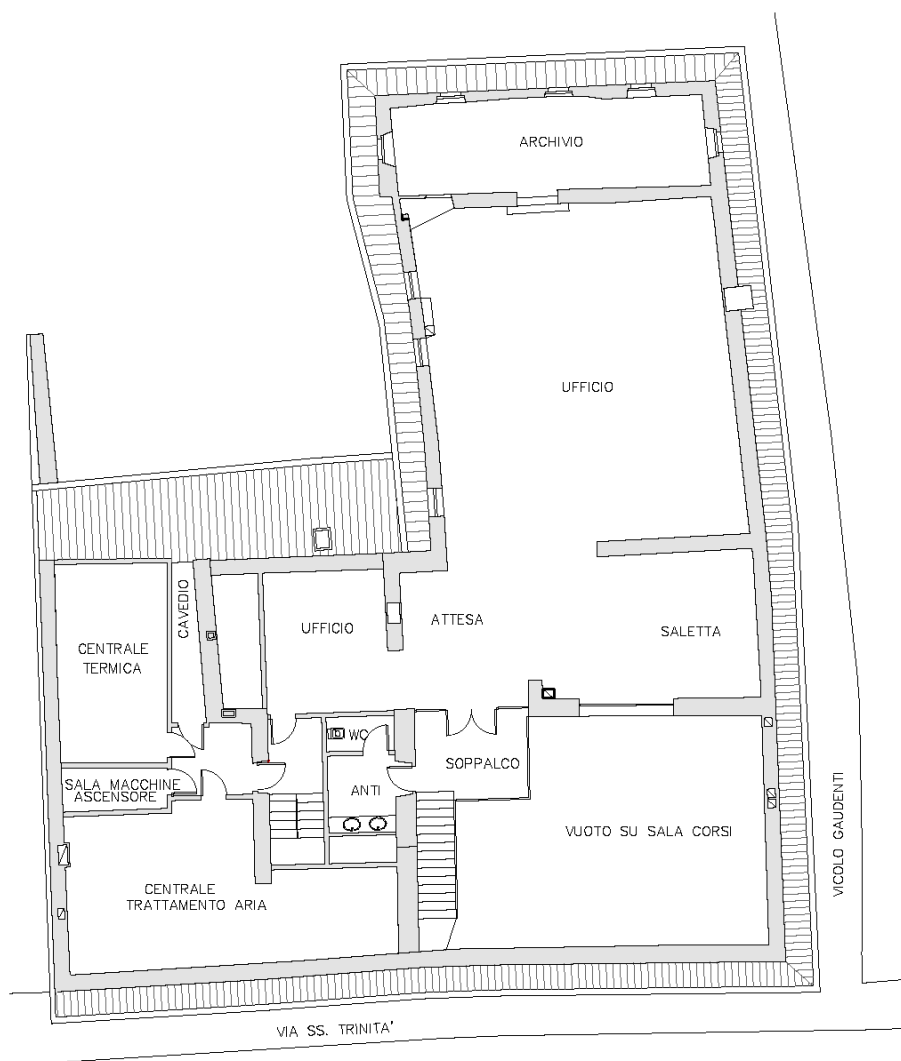 ARCHIVIO
UFFICIO
CAVEDIO
UFFICIO
ATTESA
SALETTA
CENTRALE
TERMICA
WC
SOPPALCO
SALA MACCHINE
ASCENSORE
ANTI
VUOTO SU SALA CORSI
VICOLO GAUDENTI
CENTRALE
TRATTAMENTO ARIA
VIA SS. TRINITA'